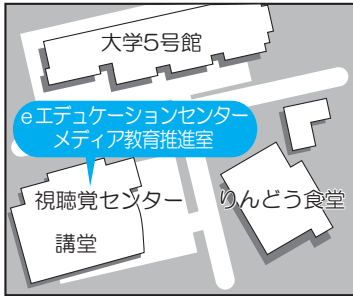 大学5号館
eエデュケーションセンター
メディア教育推進室
視聴覚センター
りんどう食堂
講堂